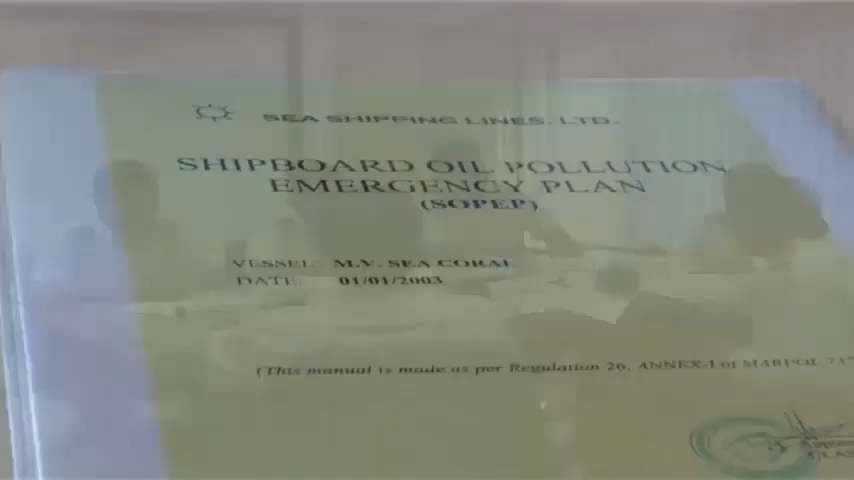 SEA SHIPPING LINES. LTD.
SHIPBOARD OIL POLLUTION
EMERGENCY PLAN
(SOPEP)
VESSEL: M.V. SEA CORAL
DATE: 01/01/2003
(This manual is made as per Regulation 26, ANNEX-I of MARPOL 73